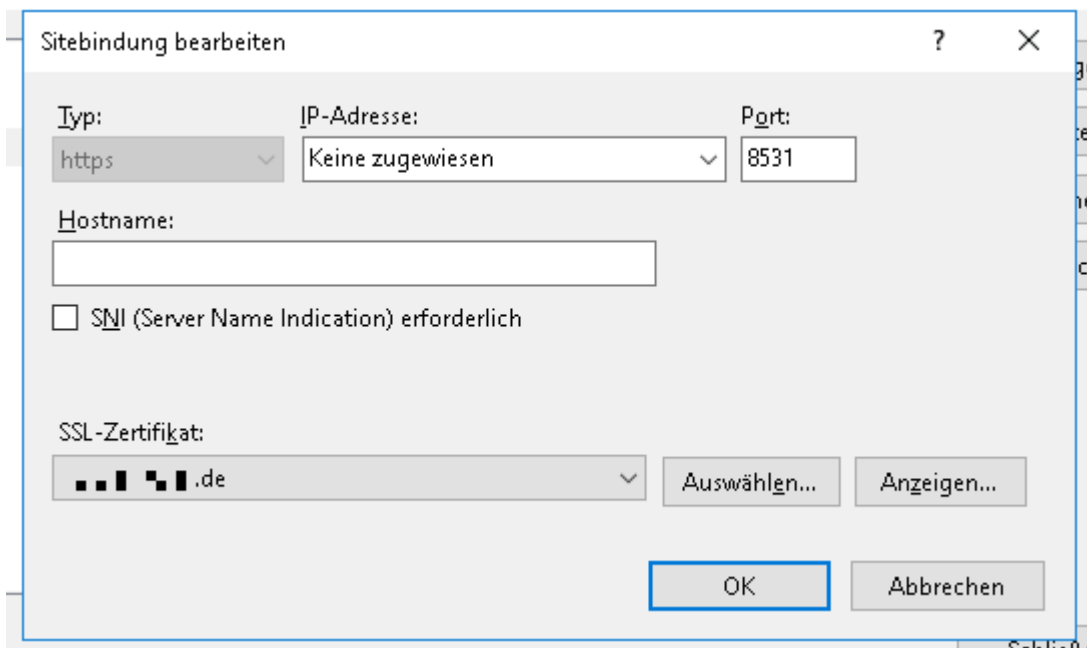 Sitebindung bearbeiten
?
Typ: IP-Adresse: Port:
https Keine zugewiesen 8531
Hostname:
SNI (Server Name Indication) erforderlich
SSL-Zertifikat:
.de Auswählen... Anzeigen...
OK Abbrechen